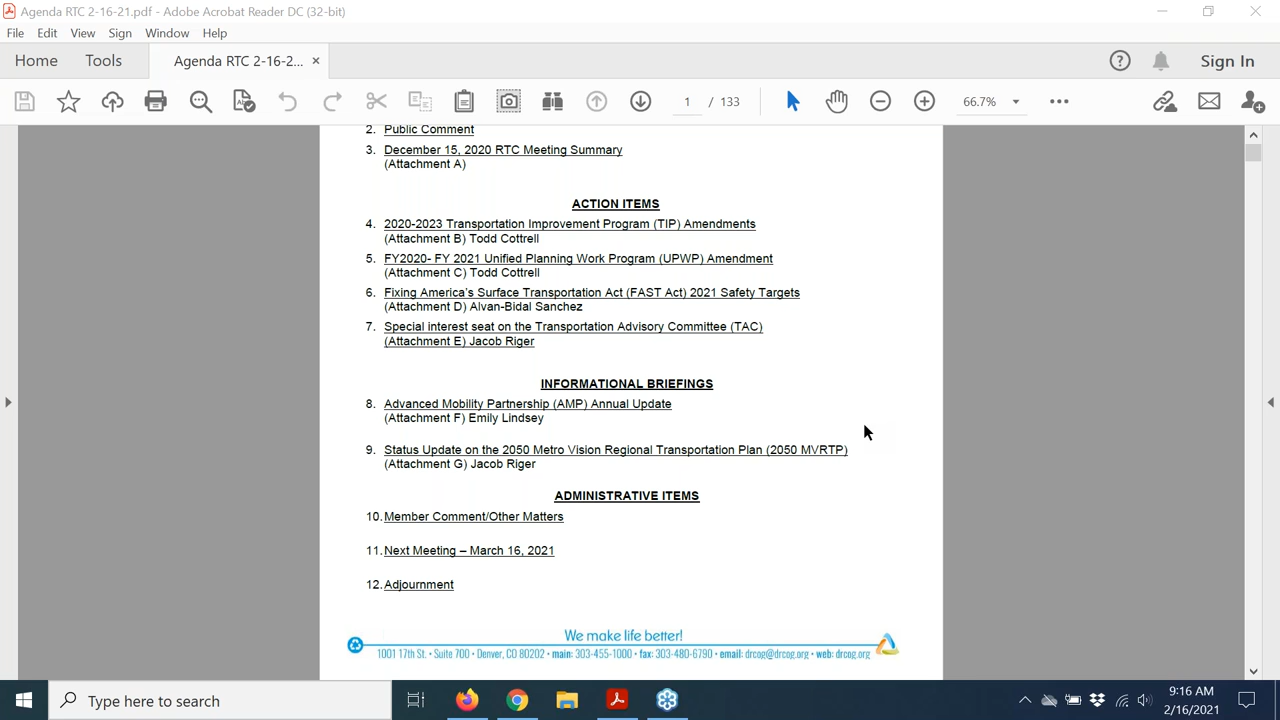 Agenda RTC 2-16-21.pdf - Adobe Acrobat Reader DC (32-bit)
File Edit View Sign Window Help
Home Tools Agenda RTC 2-16-2... × Sign In
1 / 133 66.7%
2. Public Comment
3. December 15, 2020 RTC Meeting Summary
(Attachment A)
ACTION ITEMS
4. 2020-2023 Transportation Improvement Program (TIP) Amendments
(Attachment B) Todd Cottrell
5. FY2020- FY 2021 Unified Planning Work Program (UPWP) Amendment
(Attachment C) Todd Cottrell
6. Fixing America's Surface Transportation Act (FAST Act) 2021 Safety Targets
(Attachment D) Alvan-Bidal Sanchez
7. Special interest seat on the Transportation Advisory Committee (TAC)
(Attachment E) Jacob Riger
INFORMATIONAL BRIEFINGS
8. Advanced Mobility Partnership (AMP) Annual Update
(Attachment F) Emily Lindsey
9. Status Update on the 2050 Metro Vision Regional Transportation Plan (2050 MVRTP)
(Attachment G) Jacob Riger
ADMINISTRATIVE ITEMS
10. Member Comment/Other Matters
11. Next Meeting – March 16, 2021
12. Adjournment
We make life better!
1001 17th St. • Suite 700 • Denver, CO 80202 • main: 303-455-1000 • fax: 303-480-6790 • email: drcog@drcog.org • web: drcog.org
Type here to search
9:16 AM
2/16/2021